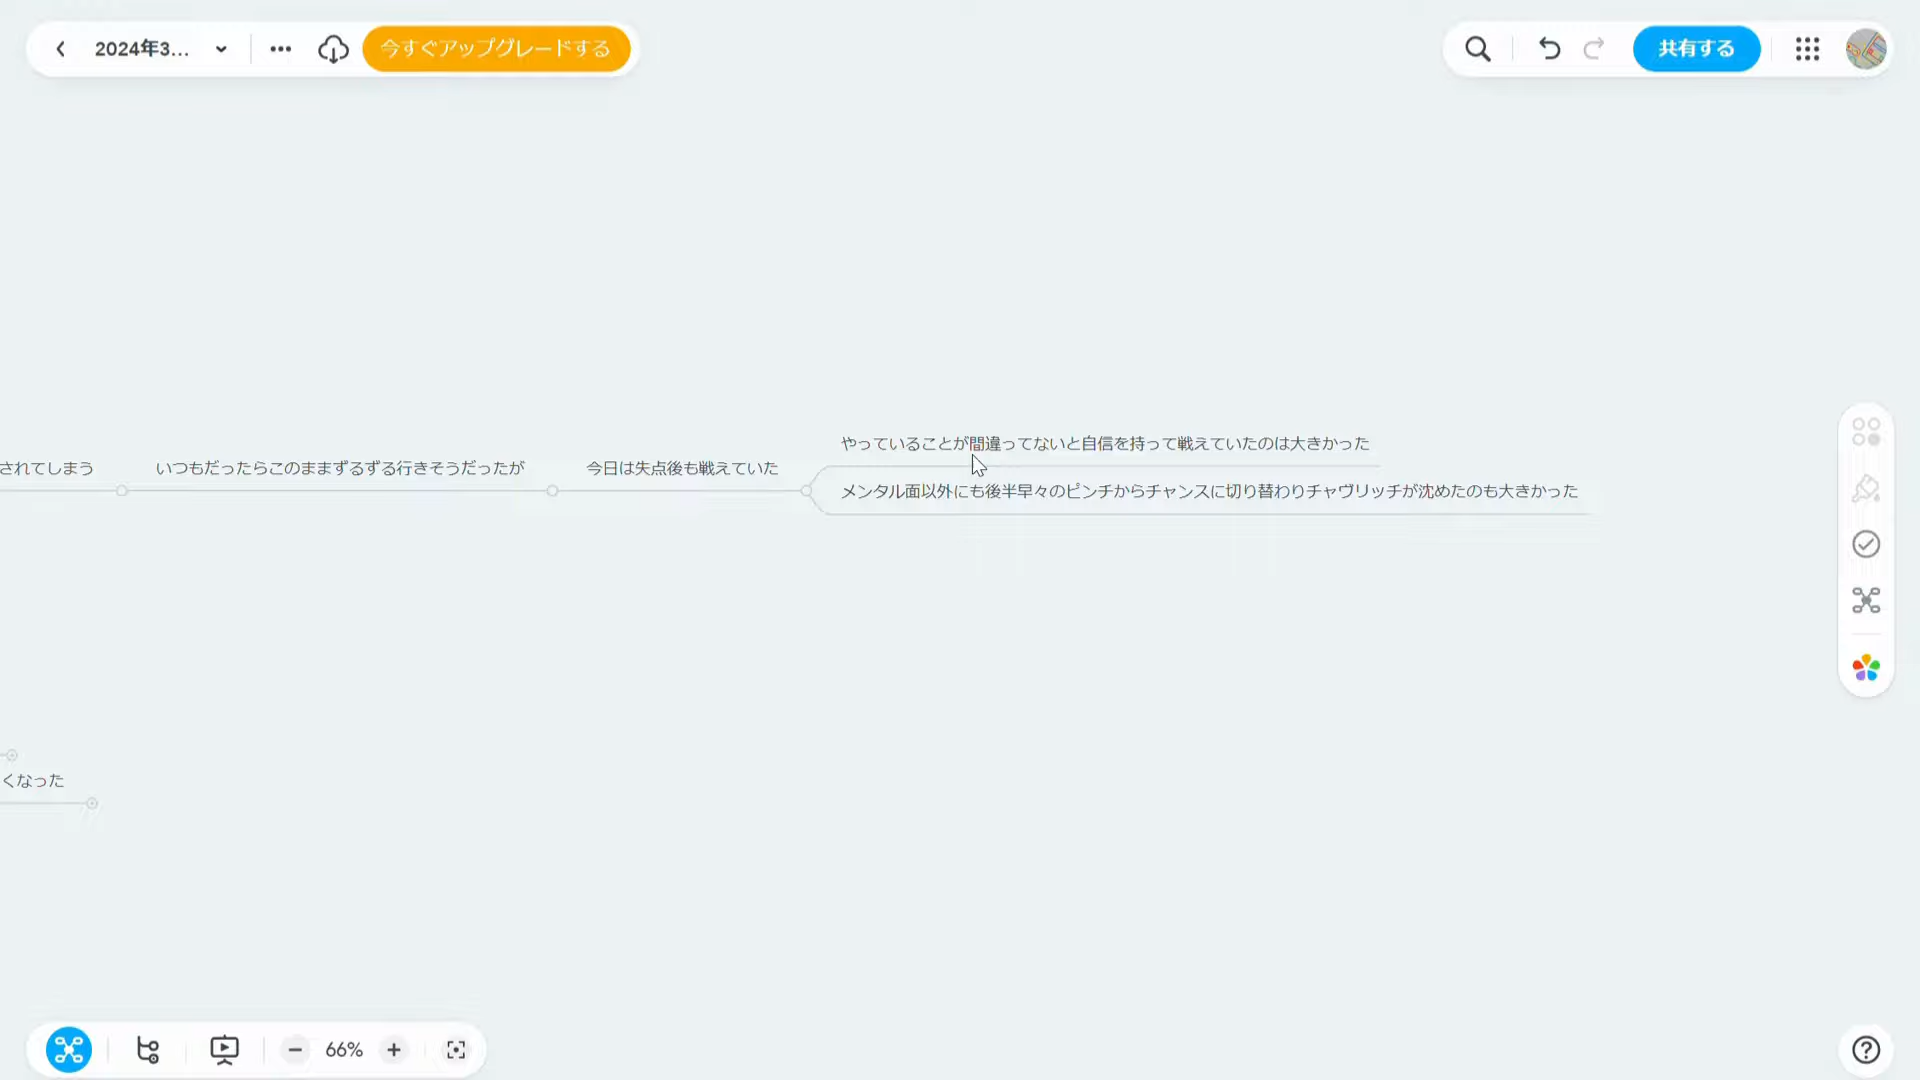 2024年3...
今すぐアップグレードする
共有する
やっていることが間違ってないと自信を持って戦えていたのは大きかった
されてしまう
いつもだったらこのままずるずる行きそうだったが
今日は失点後も戦えていた
メンタル面以外にも後半早々のピンチからチャンスに切り替わりチャヴリッチが沈めたのも大きかった
くなった
66%